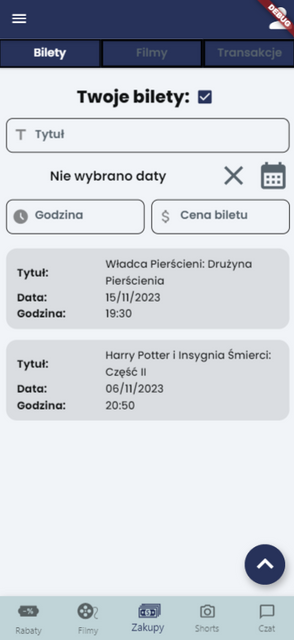 DEBUG
Bilety Filmy Transakcje
Twoje bilety:
Tytuł
Nie wybrano daty
Godzina Cena biletu
Tytuł: Władca Pierścieni: Drużyna
Pierścienia
Data: 15/11/2023
Godzina: 19:30
Tytuł: Harry Potter i Insygnia Śmierci:
Część II
Data: 06/11/2023
Godzina: 20:50
Rabaty Filmy Zakupy Shorts Czat